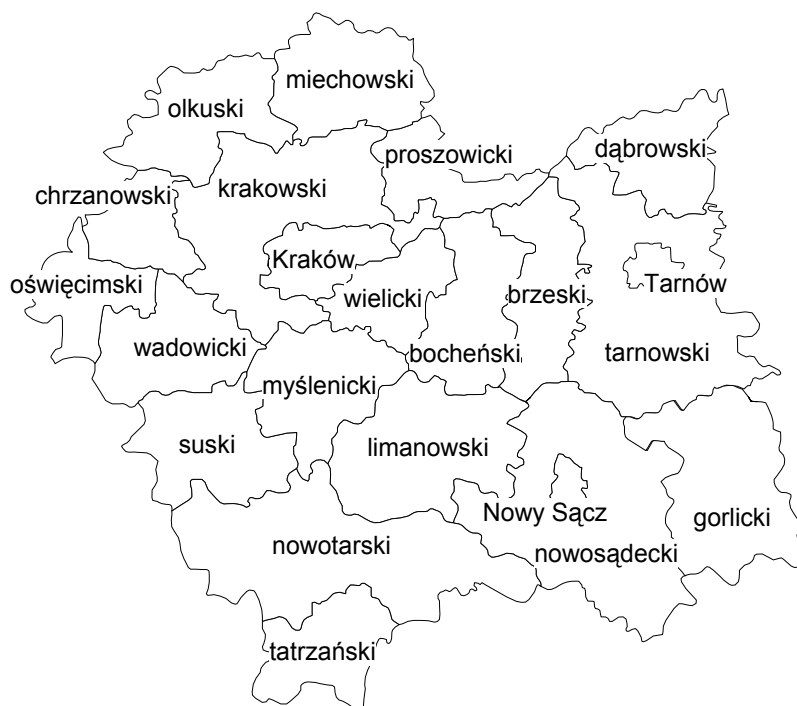 miechowski
olkuski
proszowicki
dąbrowski
chrzanowski
krakowski
Kraków
oświęcimski
wielicki
brzeski
Tarnów
wadowicki
bocheński
tarnowski
myślenicki
suski
limanowski
Nowy Sącz
gorlicki
nowotarski
nowosądecki
tatrzański